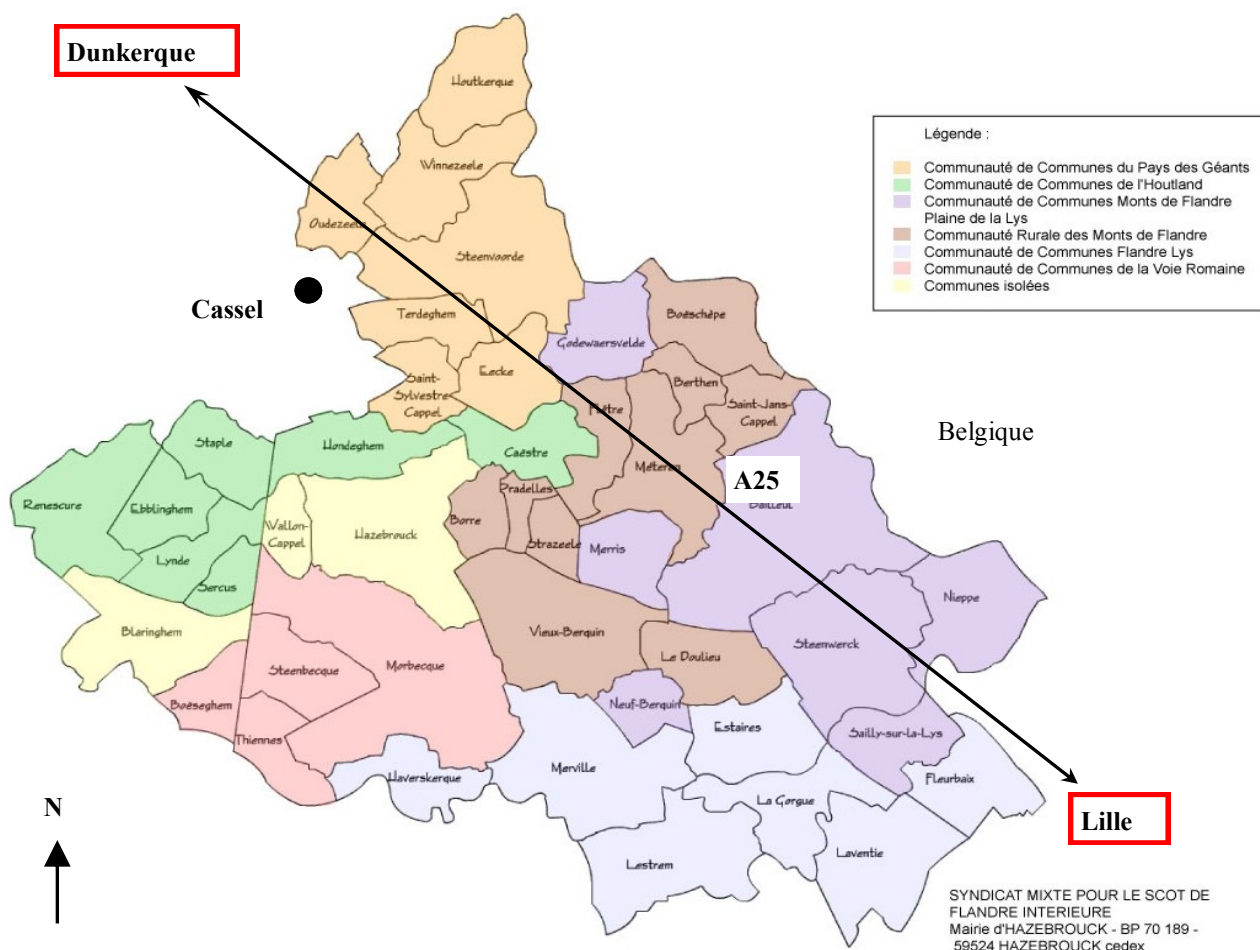 Dunkerque
Houtkerque
Légende :
Communauté de Communes du Pays des Géants
Communauté de Communes de l'Houtland
Communauté de Communes Monts de Flandre
Plaine de la Lys
Communauté Rurale des Monts de Flandre
Communauté de Communes Flandre Lys
Communauté de Communes de la Voie Romaine
Communes isolées
Winnezeele
Oudezeele
Steenvoorde
Cassel
Terdeghem
Godewaersvelde
Boëschèpe
Eecke
Saint-
Sylvestre-
Cappel
Berthen
Saint-Jans-
Cappel
Flêtre
Belgique
Staple
Hondeghem
Caëstre
Méteren
A25
Bailleul
Renescure
Ebblinghem
Wallon-
Cappel
Hazebrouck
Borre
Pradelles
Strazeele
Merris
Lynde
Sercus
Nieppe
Blaringhem
Vieux-Berquin
Le Doulieu
Steenwerck
Steenbecque
Morbecque
Boëseghem
Thiennes
Neuf-Berquin
Estaires
Sailly-sur-la-Lys
Haverskerque
Merville
Fleurbaix
La Gorgue
N
Lille
Lestrem
Laventie
SYNDICAT MIXTE POUR LE SCOT DE
FLANDRE INTERIEURE
Mairie d'HAZEBROUCK - BP 70 189 -
59524 HAZEBROUCK cedex